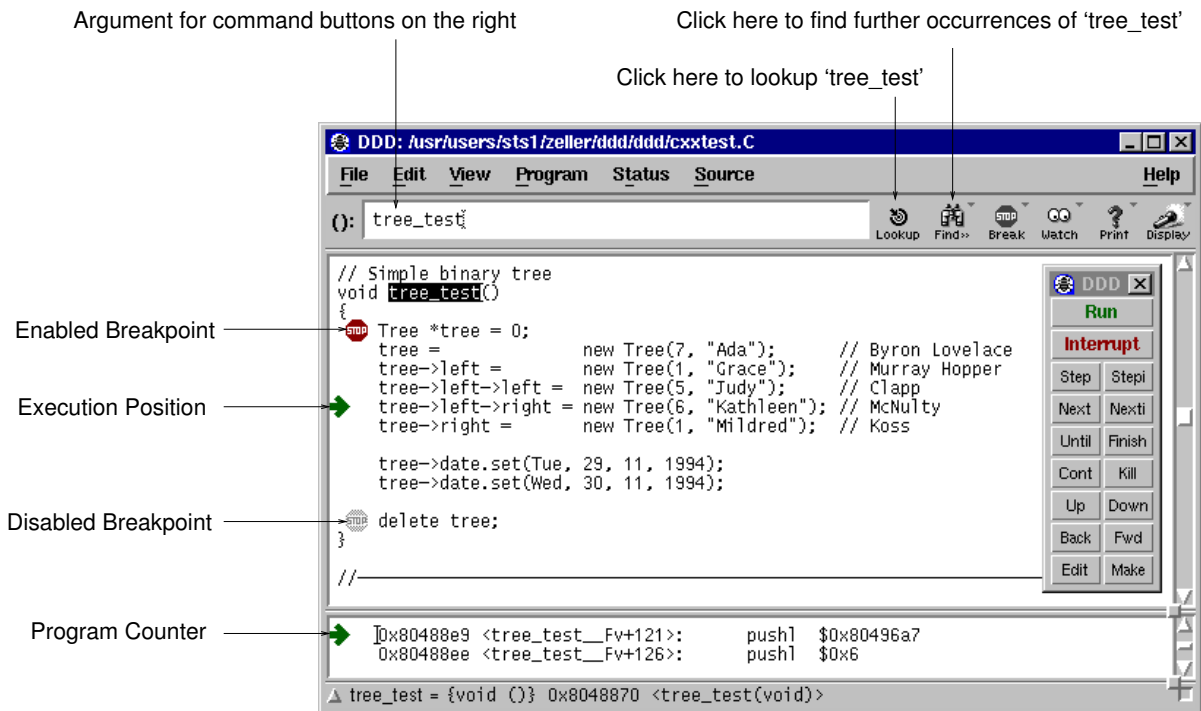 Argument for command buttons on the right
Click here to find further occurrences of ‘tree_test’
Click here to lookup ‘tree_test’
DDD: /usr/users/sts1/zeller/ddd/ddd/cxxtest.C
File Edit View Program Status Source Help
(): tree_test
Lookup Find» Break Watch Print Display
STOP
// Simple binary tree
void tree_test()
{
Enabled Breakpoint
STOP Tree *tree = 0;
tree = new Tree(7, "Ada"); // Byron Lovelace
tree->left = new Tree(1, "Grace"); // Murray Hopper
tree->left->left = new Tree(5, "Judy"); // Clapp
Execution Position
tree->left->right = new Tree(6, "Kathleen"); // McNulty
tree->right = new Tree(1, "Mildred"); // Koss
tree->date.set(Tue, 29, 11, 1994);
tree->date.set(Wed, 30, 11, 1994);
Disabled Breakpoint
STOP delete tree;
}
//
DDD
Run
Interrupt
Step Stepi
Next Nexti
Until Finish
Cont Kill
Up Down
Back Fwd
Edit Make
Program Counter
0x80488e9 <tree_test__Fv+121>: pushl $0x80496a7
0x80488ee <tree_test__Fv+126>: pushl $0x6
tree_test = {void ()} 0x8048870 <tree_test(void)>